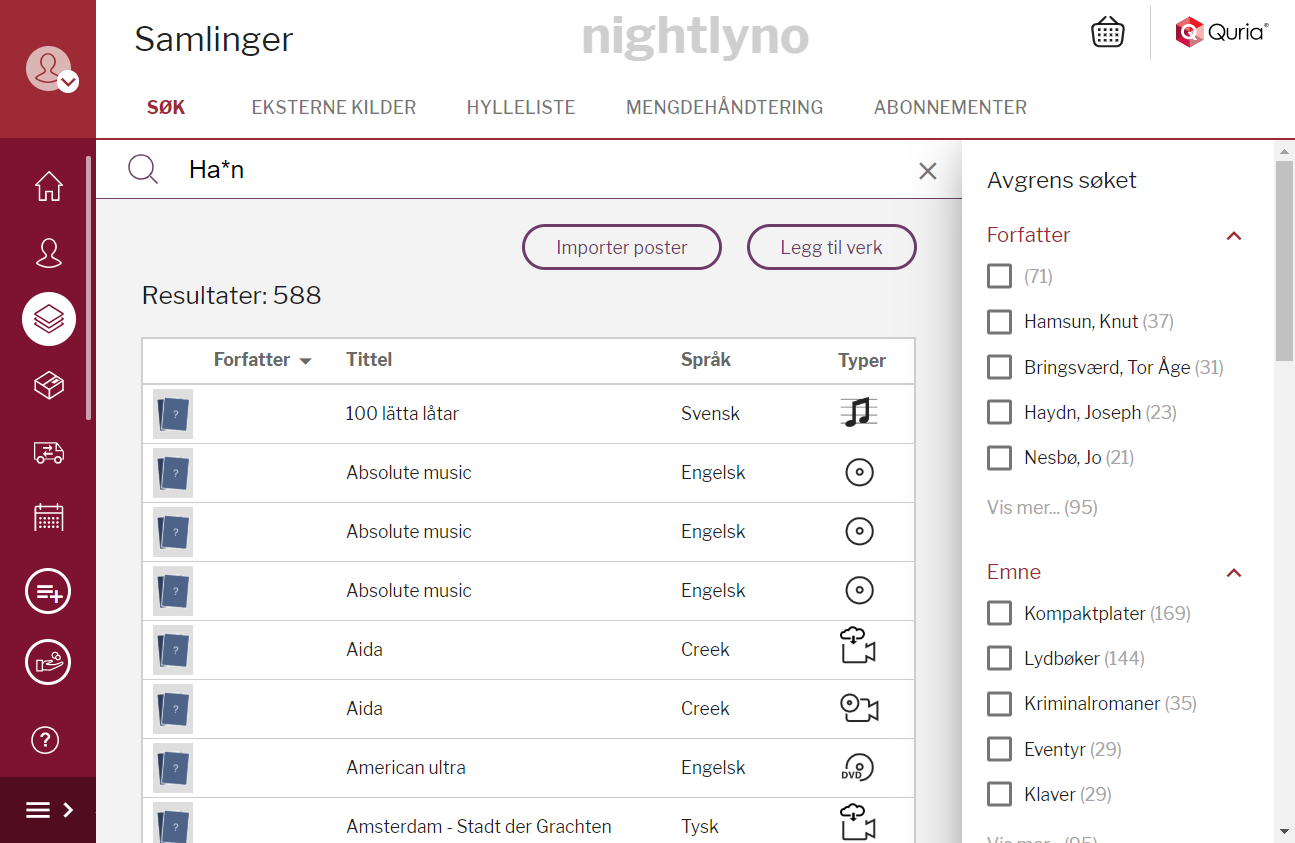 Samlinger
nightlyno
Quria®
SØK EKSTERNE KILDER HYLLELISTE MENGDEHÅNDTERING ABONNEMENTER
Ha*n
Importer poster Legg til verk
Resultater: 588
Forfatter Tittel Språk Typer
100 lätta låtar Svensk
Absolute music Engelsk
Absolute music Engelsk
Absolute music Engelsk
Aida Creek
Aida Creek
American ultra Engelsk DVD
Amsterdam - Stadt der Grachten Tysk
Avgrens søket
Forfatter
(71)
Hamsun, Knut (37)
Bringsværd, Tor Åge (31)
Haydn, Joseph (23)
Nesbø, Jo (21)
Vis mer... (95)
Emne
Kompaktplater (169)
Lydbøker (144)
Kriminalromaner (35)
Eventyr (29)
Klaver (29)
Vis mer... (95)